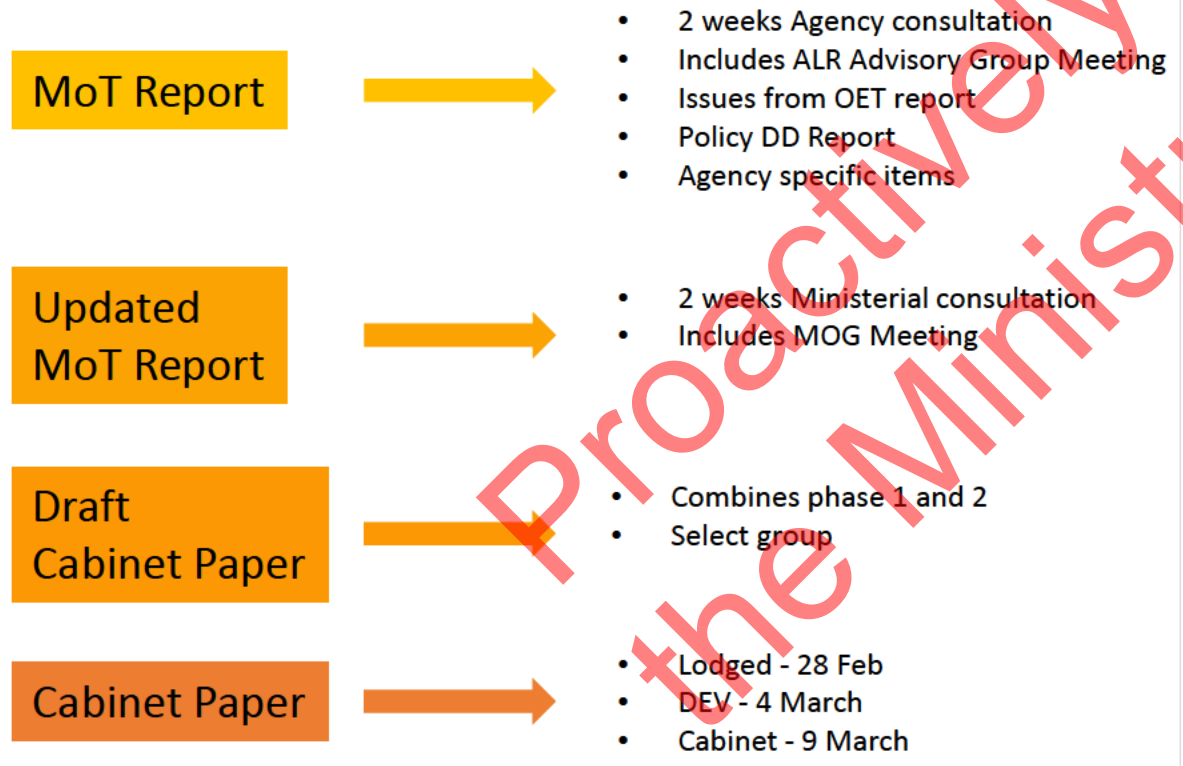 MoT Report
• 2 weeks Agency consultation
• Includes ALR Advisory Group Meeting
• Issues from OET report
• Policy DD Report
• Agency specific items
Updated
MoT Report
• 2 weeks Ministerial consultation
• Includes MOG Meeting
Draft
Cabinet Paper
• Combines phase 1 and 2
• Select group
Cabinet Paper
• Lodged - 28 Feb
• DEV - 4 March
• Cabinet - 9 March
Proactively
the Minist